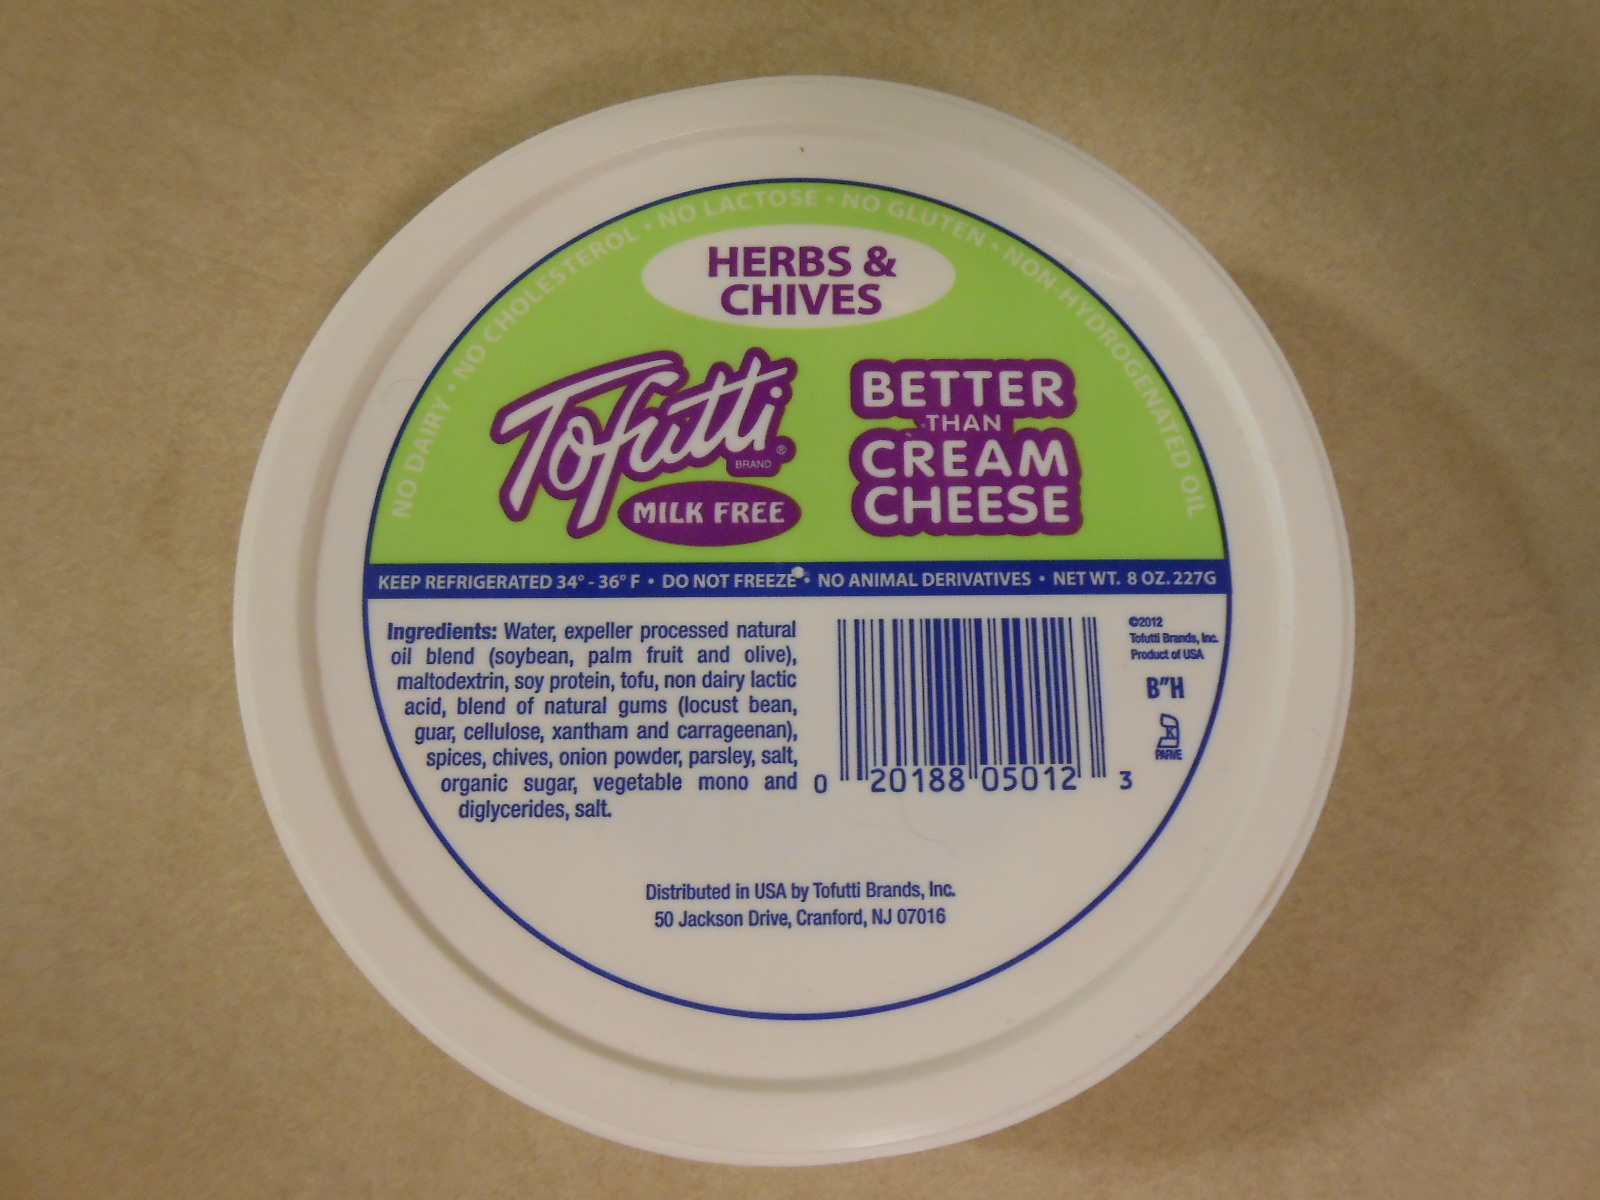 NO DAIRY • NO CHOLESTEROL • NO LACTOSE • NO GLUTEN • NON-HYDROGENATED OIL
HERBS &
CHIVES
Tofutti®
BRAND
MILK FREE
BETTER
THAN
CREAM
CHEESE
KEEP REFRIGERATED 34° - 36° F • DO NOT FREEZE • NO ANIMAL DERIVATIVES • NET WT. 8 OZ. 227G
Ingredients: Water, expeller processed natural
oil blend (soybean, palm fruit and olive),
maltodextrin, soy protein, tofu, non dairy lactic
acid, blend of natural gums (locust bean,
guar, cellulose, xantham and carrageenan),
spices, chives, onion powder, parsley, salt,
organic sugar, vegetable mono and
diglycerides, salt.
0 20188 05012 3
©2012
Tofutti Brands, Inc.
Product of USA
B"H
K
PARVE
Distributed in USA by Tofutti Brands, Inc.
50 Jackson Drive, Cranford, NJ 07016